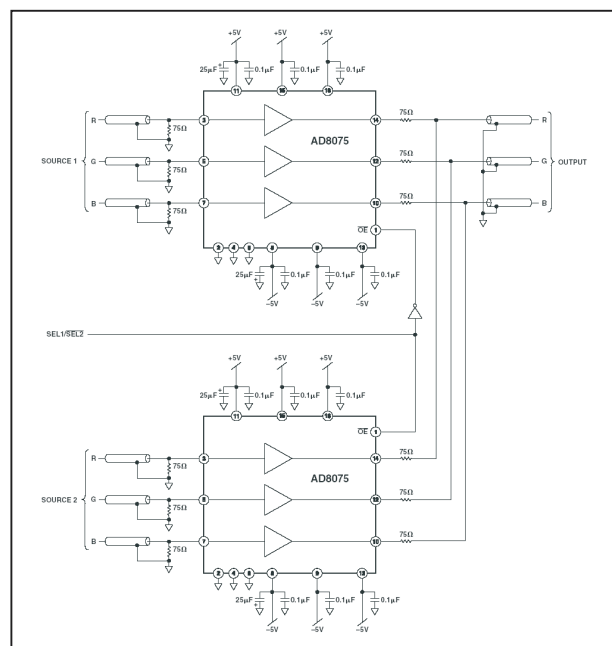 +5V +5V +5V
25µF + 0.1µF 0.1µF 0.1µF
11 16 15
R 3 AD8075 14 75Ω R
75Ω
SOURCE 1 G 5 12 75Ω G OUTPUT
75Ω
B 7 10 75Ω B
75Ω
OE 1
2 4 6 8 9 13
25µF + 0.1µF 0.1µF 0.1µF
–5V –5V –5V
SEL1/SEL2
+5V +5V +5V
25µF + 0.1µF 0.1µF 0.1µF
11
OE 1
R 3 AD8075 14 75Ω
75Ω
SOURCE 2 G 5 12 75Ω
75Ω
B 7 10 75Ω
75Ω
2 4 6 8 9 13
25µF + 0.1µF 0.1µF 0.1µF
–5V –5V –5V